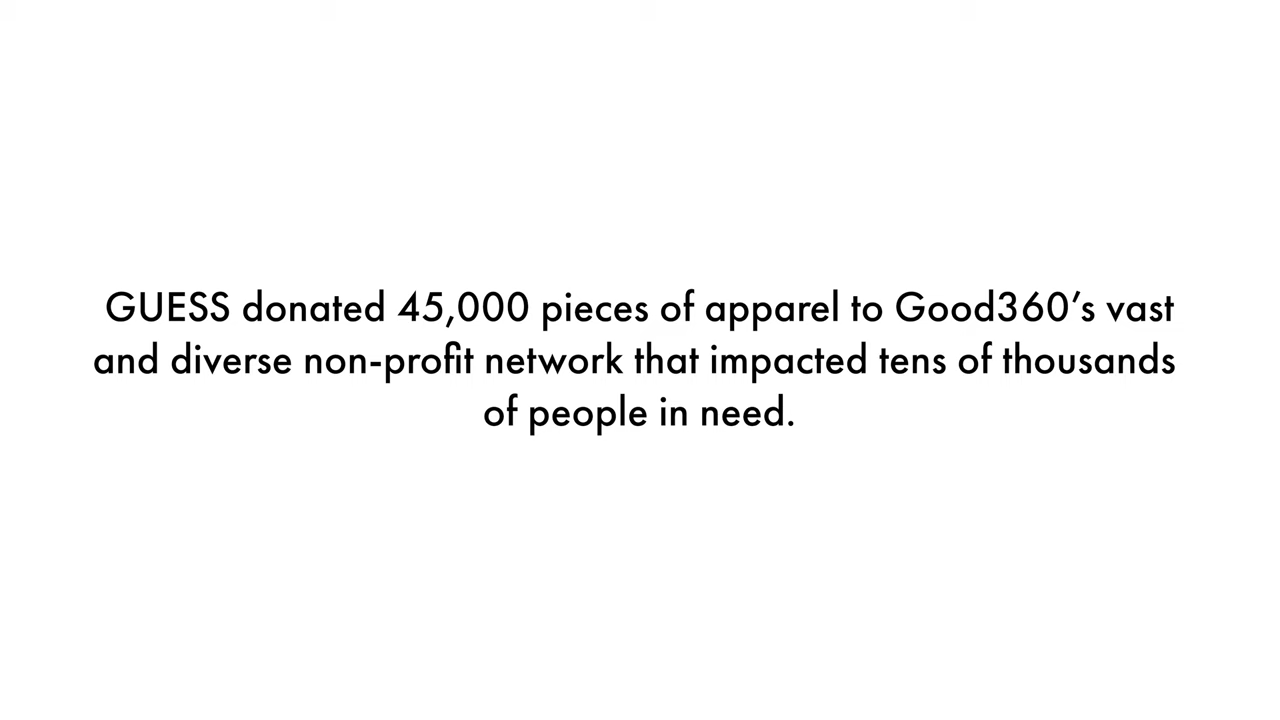 GUESS donated 45,000 pieces of apparel to Good360’s vast
and diverse non-profit network that impacted tens of thousands
of people in need.